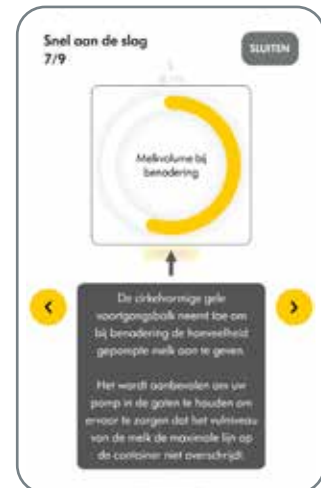 Snel aan de slag
7/9
SLUITEN
Melkvolume bij
benadering
De cirkelvormige gele
voortgangsbalk neemt toe om
bij benadering de hoeveelheid
gepompte melk aan te geven.
Het wordt aanbevolen om uw
pomp in de gaten te houden om
ervoor te zorgen dat het vulniveau
van de melk de maximale lijn op
de container niet overschrijdt.